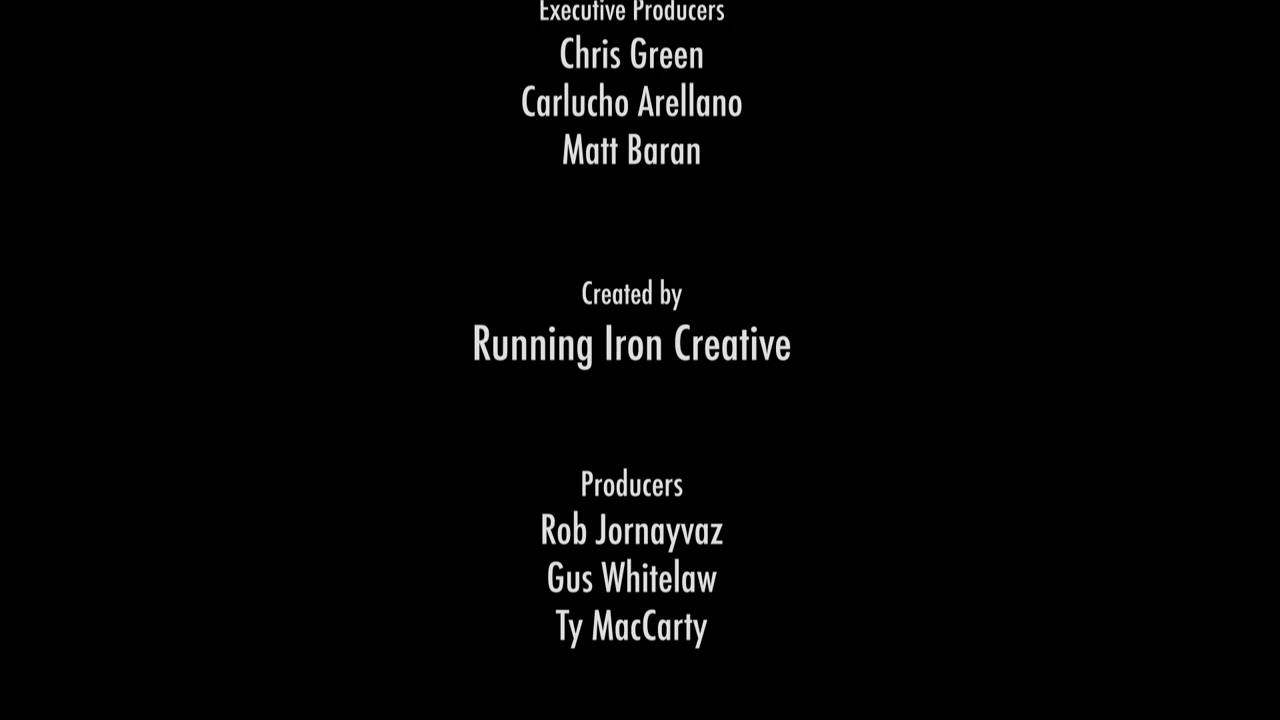 Executive Producers
Chris Green
Carlucho Arellano
Matt Baran
Created by
Running Iron Creative
Producers
Rob Jornayvaz
Gus Whitelaw
Ty MacCarty